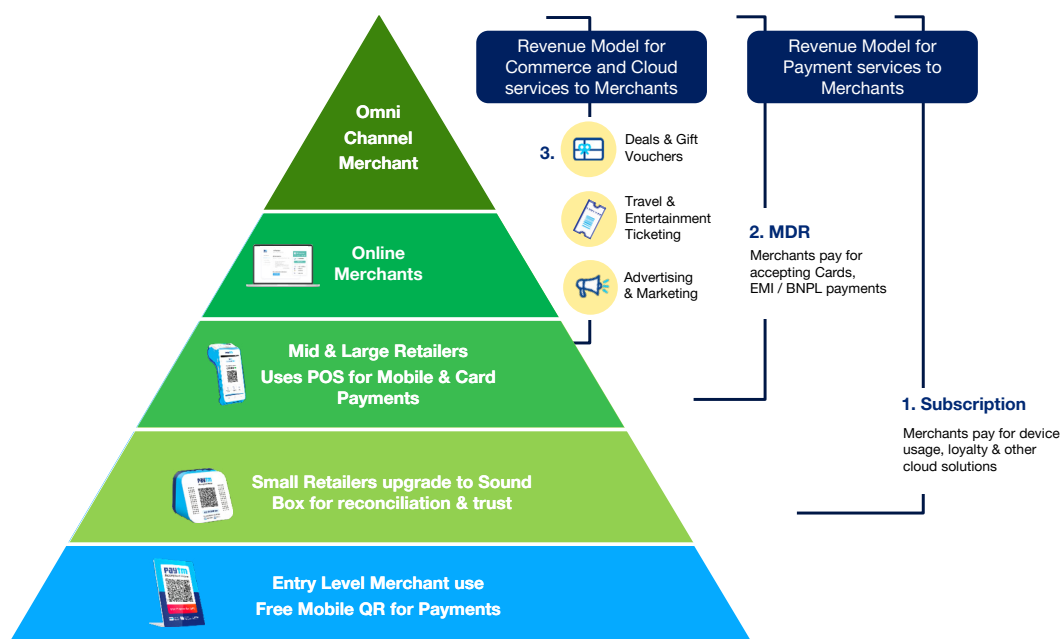 Omni
Channel
Merchant
Online
Merchants
Mid & Large Retailers
Uses POS for Mobile & Card
Payments
Small Retailers upgrade to Sound
Box for reconciliation & trust
Entry Level Merchant use
Free Mobile QR for Payments
paytm
Revenue Model for
Commerce and Cloud
services to Merchants
3.
Deals & Gift
Vouchers
Travel &
Entertainment
Ticketing
Advertising
& Marketing
Revenue Model for
Payment services to
Merchants
2. MDR
Merchants pay for
accepting Cards,
EMI / BNPL payments
1. Subscription
Merchants pay for device
usage, loyalty & other
cloud solutions